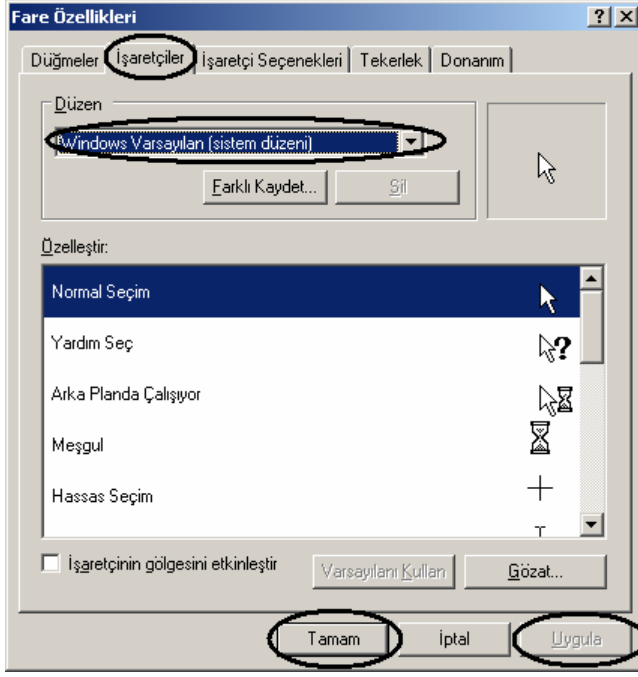 Fare Özellikleri
Düğmeler İşaretçiler İşaretçi Seçenekleri Tekerlek Donanım
Düzen
Windows Varsayılan (sistem düzeni)
Farklı Kaydet... Sil
Özelleştir:
Normal Seçim
Yardım Seç
Arka Planda Çalışıyor
Meşgul
Hassas Seçim
İşaretçinin gölgesini etkinleştir
Varsayılanı Kullan Gözat...
Tamam İptal Uygula